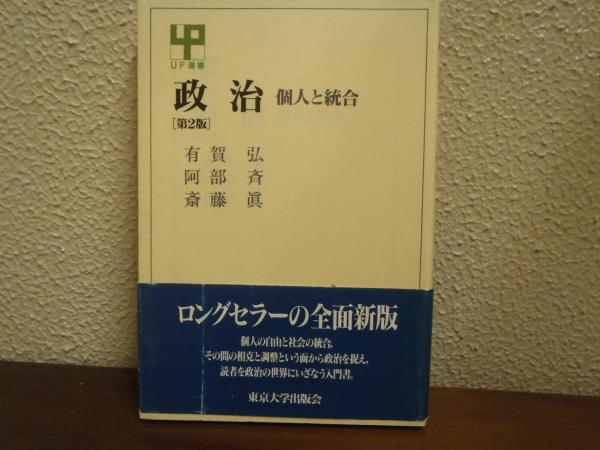 UP
UP選書
政治 個人と統合
[第2版]
有賀 弘
阿部 斉
斎藤 眞
ロングセラーの全面新版
個人の自由と社会の統合,
その間の相克と調整という面から政治を捉え,
読者を政治の世界にいざなう入門書。
東京大学出版会